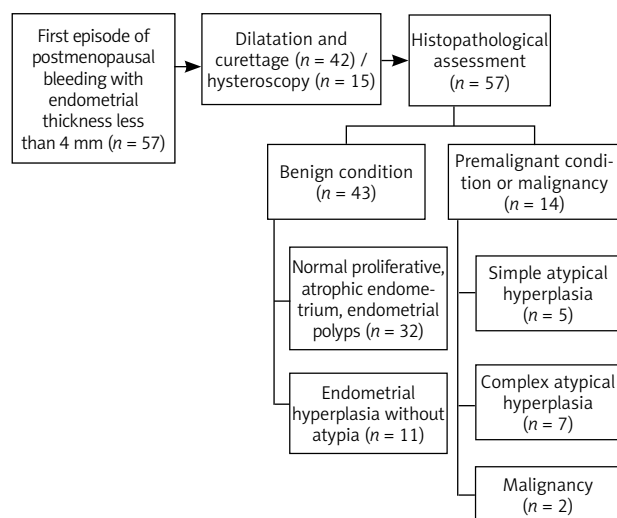 First episode of
postmenopausal
bleeding with
endometrial
thickness less
than 4 mm (n = 57)
Dilatation and
curettage (n = 42) /
hysteroscopy (n = 15)
Histopathological
assessment
(n = 57)
Benign condition
(n = 43)
Premalignant condi-
tion or malignancy
(n = 14)
Normal proliferative,
atrophic endome-
trium, endometrial
polyps (n = 32)
Endometrial
hyperplasia without
atypia (n = 11)
Simple atypical
hyperplasia
(n = 5)
Complex atypical
hyperplasia
(n = 7)
Malignancy
(n = 2)